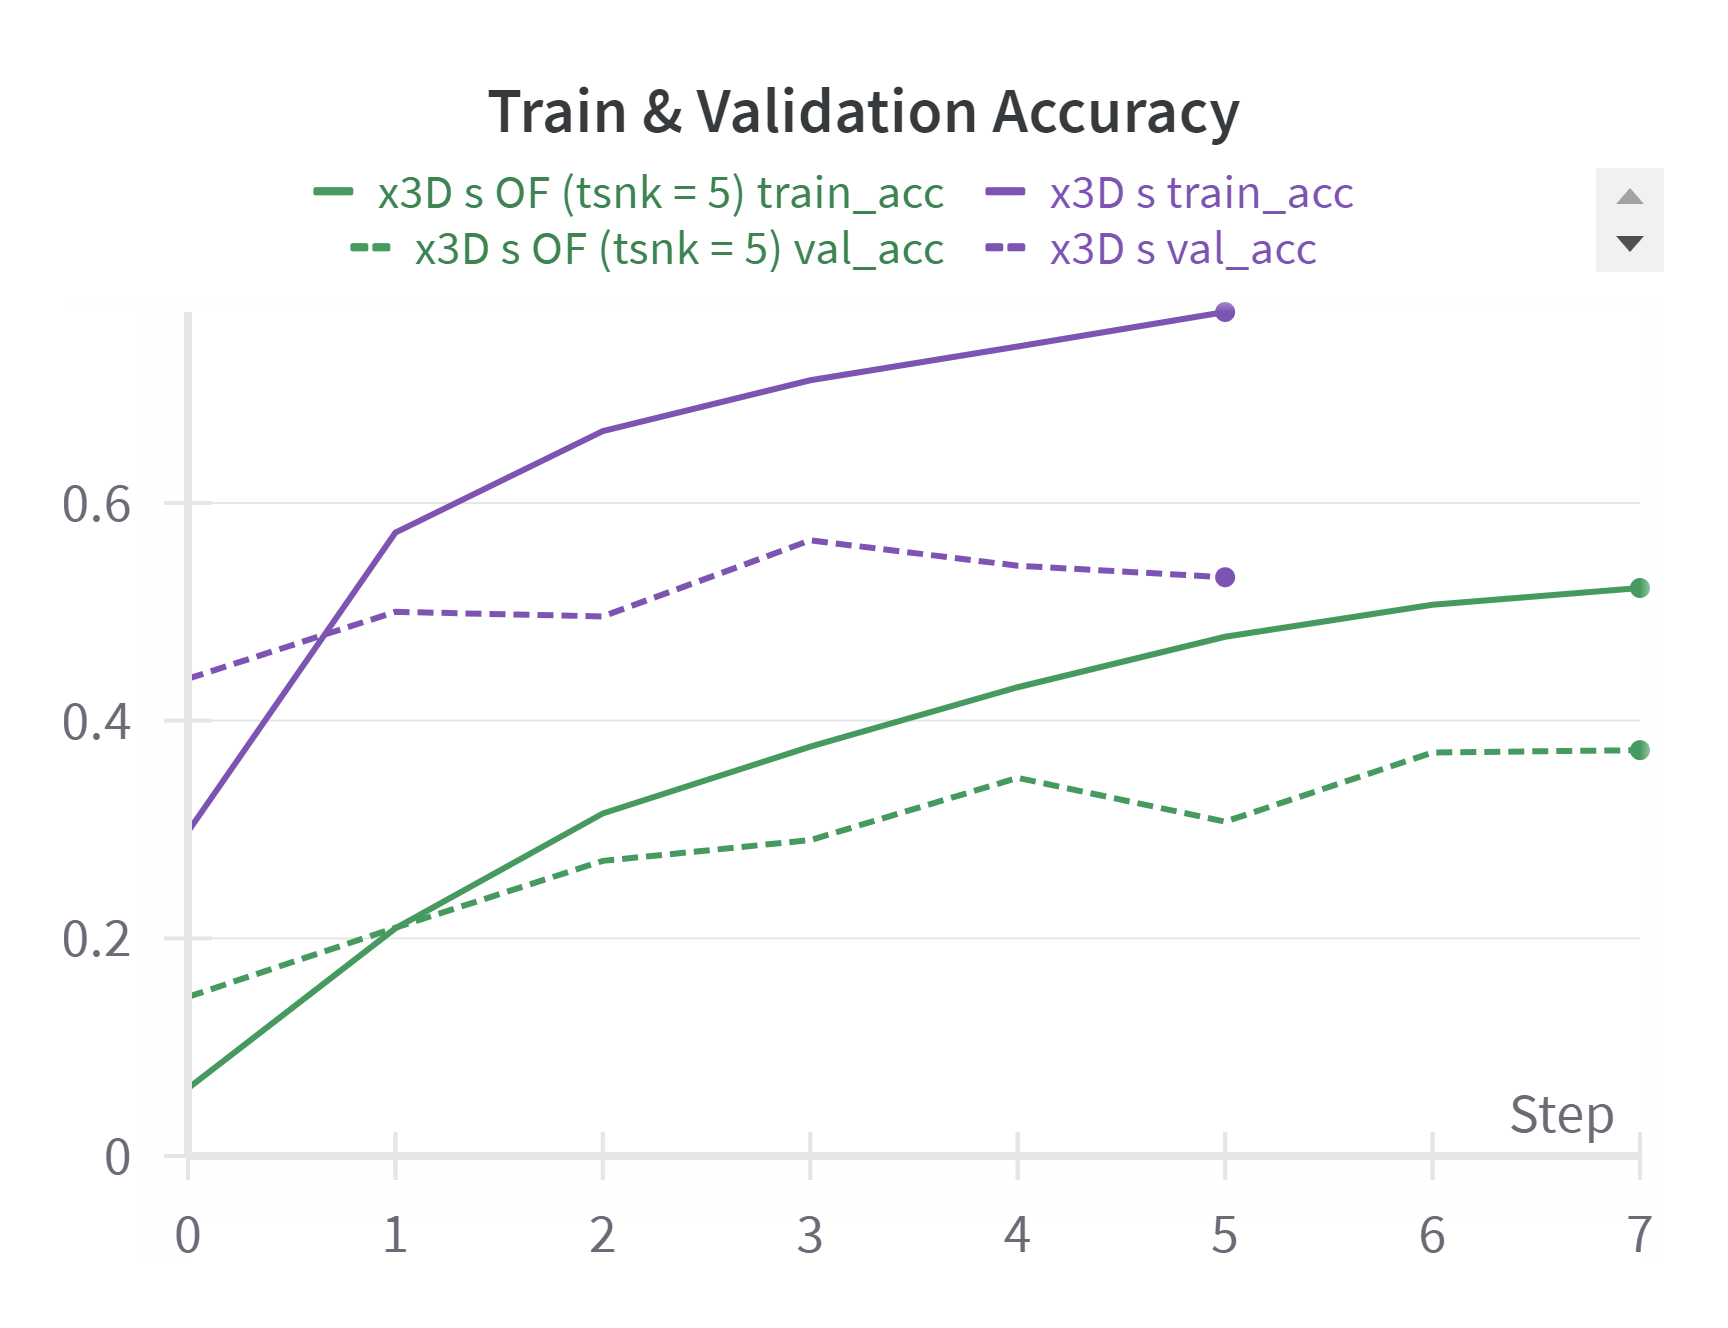 Train & Validation Accuracy
x3D s OF (tsnk = 5) train_acc x3D s train_acc
x3D s OF (tsnk = 5) val_acc x3D s val_acc
0.6
0.4
0.2
Step
0
0 1 2 3 4 5 6 7